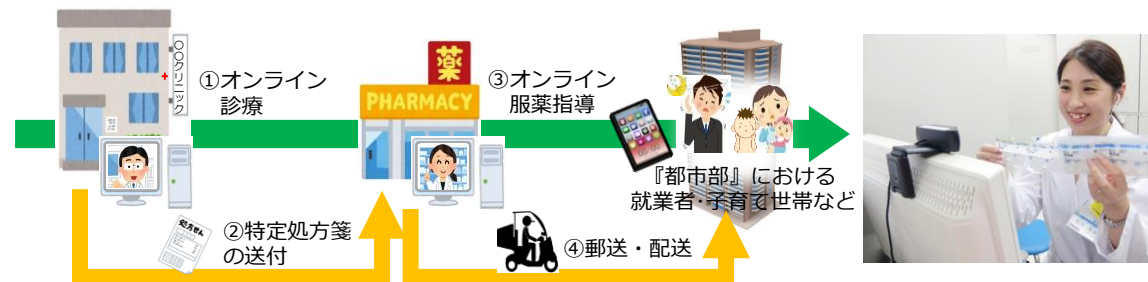 〇〇クリニック
①オンライン
診療
薬
PHARMACY
③オンライン
服薬指導
『都市部』における
就業者･子育て世帯など
処方せん
②特定処方箋
の送付
④郵送・配送